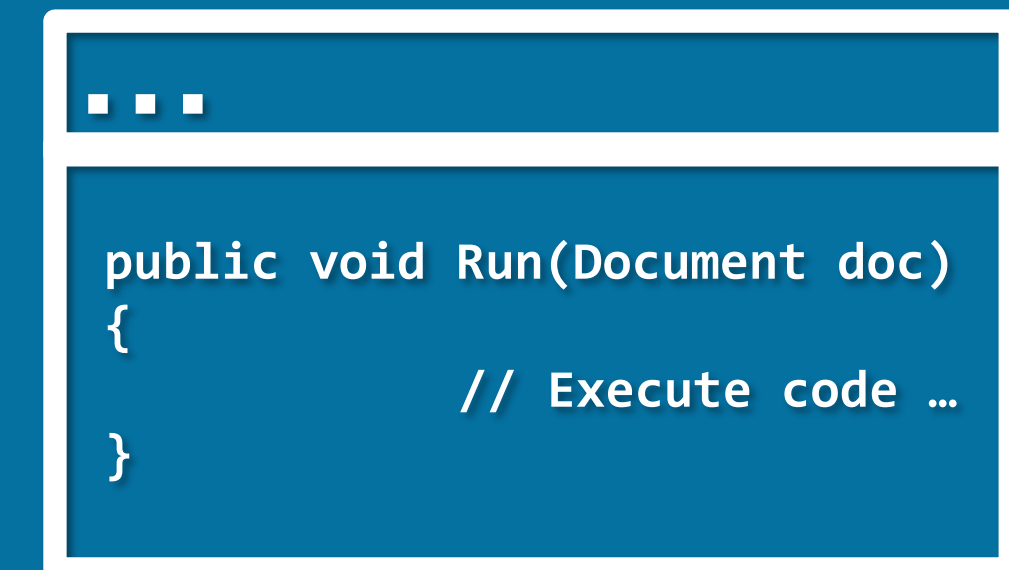 public void Run(Document doc)
{
// Execute code …
}